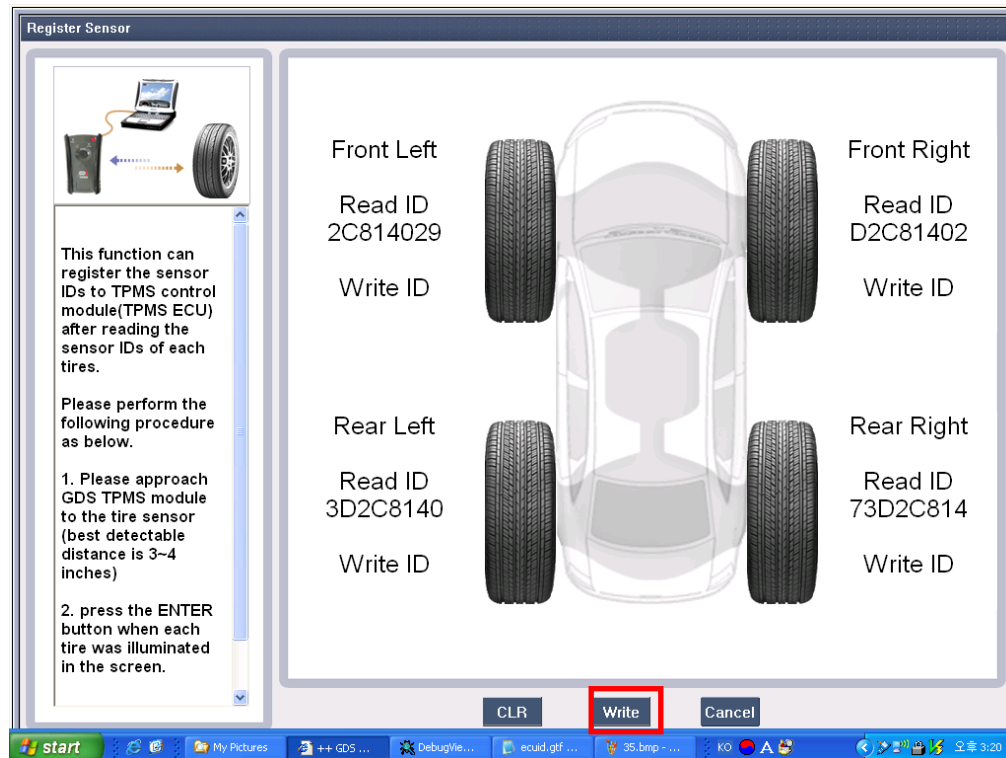 Register Sensor
This function can
register the sensor
IDs to TPMS control
module(TPMS ECU)
after reading the
sensor IDs of each
tires.
Please perform the
following procedure
as below.
1. Please approach
GDS TPMS module
to the tire sensor
(best detectable
distance is 3~4
inches)
2. press the ENTER
button when each
tire was illuminated
in the screen.
Front Left
Read ID
2C814029
Write ID
Front Right
Read ID
D2C81402
Write ID
Rear Left
Read ID
3D2C8140
Write ID
Rear Right
Read ID
73D2C814
Write ID
CLR
Write
Cancel
start
My Pictures
++ GDS ...
DebugVie...
ecuid.gtf ...
35.bmp - ...
KO
A
오후 3:20